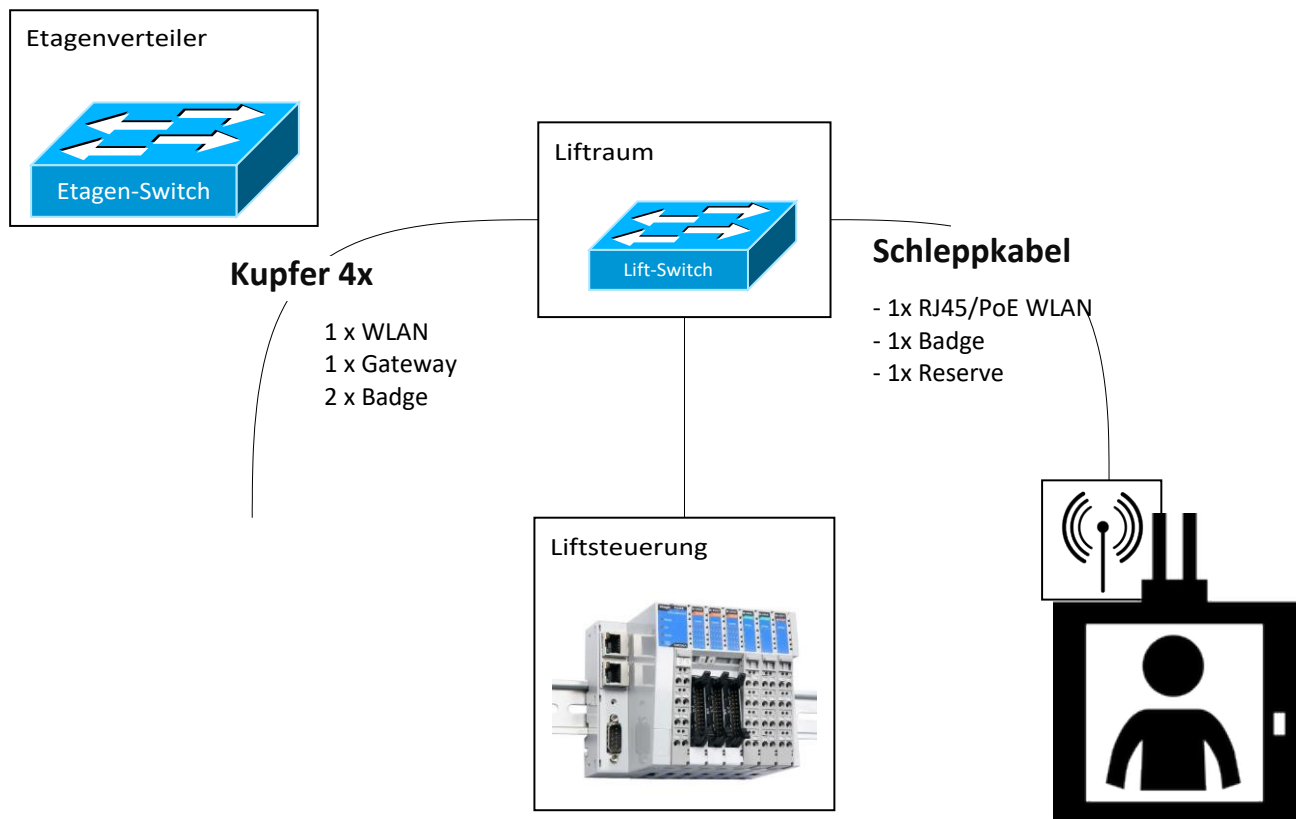 Etagenverteiler
Etagen-Switch
Liftraum
Lift-Switch
Kupfer 4x
1 x WLAN
1 x Gateway
2 x Badge
Schleppkabel
- 1x RJ45/PoE WLAN
- 1x Badge
- 1x Reserve
Liftsteuerung